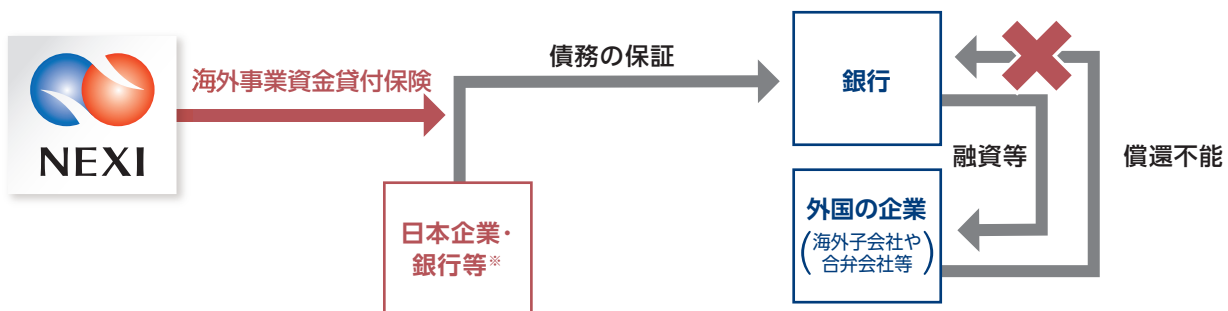 NEXI
海外事業資金貸付保険
債務の保証
日本企業・
銀行等※
銀行
融資等
償還不能
外国の企業
(海外子会社や
合弁会社等)